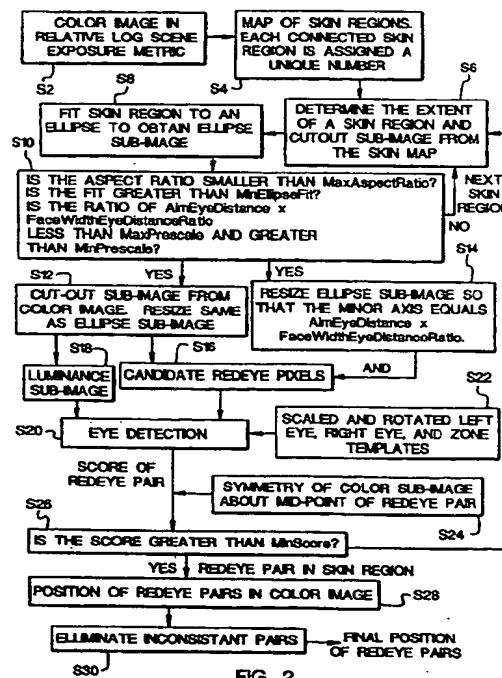 COLOR IMAGE IN
RELATIVE LOG SCENE
EXPOSURE METRIC
S2
MAP OF SKIN REGIONS.
EACH CONNECTED SKIN
REGION IS ASSIGNED A
UNIQUE NUMBER
S4
S6
DETERMINE THE EXTENT
OF A SKIN REGION AND
CUTOUT SUB-IMAGE FROM
THE SKIN MAP
S8
FIT SKIN REGION TO AN
ELLIPSE TO OBTAIN ELLIPSE
SUB-IMAGE
S10
IS THE ASPECT RATIO SMALLER THAN MaxAspectRatio?
IS THE FIT GREATER THAN MinEllipseFit?
IS THE RATIO OF AimEyeDistance x
FaceWidthEyeDistanceRatio
LESS THAN MaxPrescale AND GREATER
THAN MinPrescale?
NEXT
SKIN
REGION
NO
S12
YES
YES
S14
CUT-OUT SUB-IMAGE FROM
COLOR IMAGE. RESIZE SAME
AS ELLIPSE SUB-IMAGE
RESIZE ELLIPSE SUB-IMAGE SO
THAT THE MINOR AXIS EQUALS
AimEyeDistance x
FaceWidthEyeDistanceRatio.
S18
S16
LUMINANCE
SUB-IMAGE
CANDIDATE REDEYE PIXELS
AND
S22
S20
EYE DETECTION
SCALED AND ROTATED LEFT
EYE, RIGHT EYE, AND ZONE
TEMPLATES
SCORE OF
REDEYE
PAIR
SYMMETRY OF COLOR SUB-IMAGE
ABOUT MID-POINT OF REDEYE PAIR
S24
S26
IS THE SCORE GREATER THAN MinScore?
YES
REDEYE PAIR IN SKIN REGION
POSITION OF REDEYE PAIRS IN COLOR IMAGE
S28
ELLIMINATE INCONSISTANT PAIRS
S30
FINAL POSITION
OF REDEYE PAIRS
FIG. 2